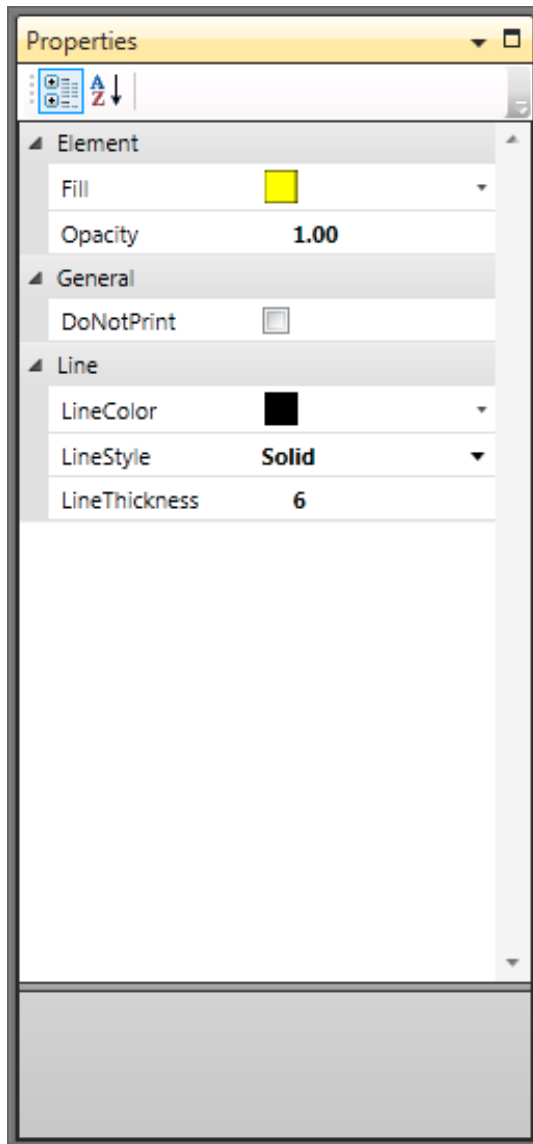 Properties
A
Z
Element
Fill
Opacity 1.00
General
DoNotPrint
Line
LineColor
LineStyle Solid
LineThickness 6